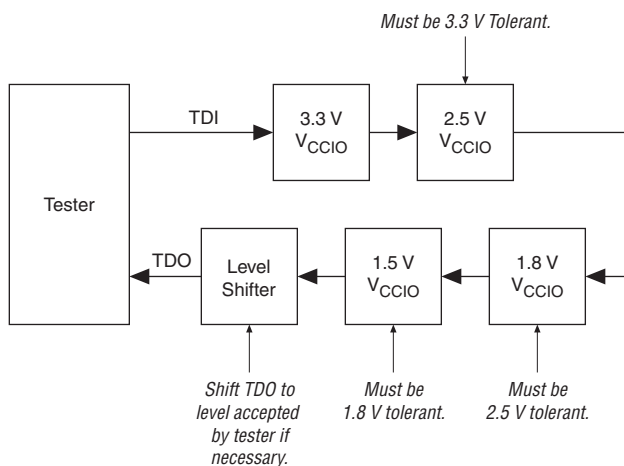 Must be 3.3 V Tolerant.
TDI
3.3 V
VCCIO
2.5 V
VCCIO
Tester
TDO
Level
Shifter
1.5 V
VCCIO
1.8 V
VCCIO
Shift TDO to
level accepted
by tester if
necessary.
Must be
1.8 V tolerant.
Must be
2.5 V tolerant.